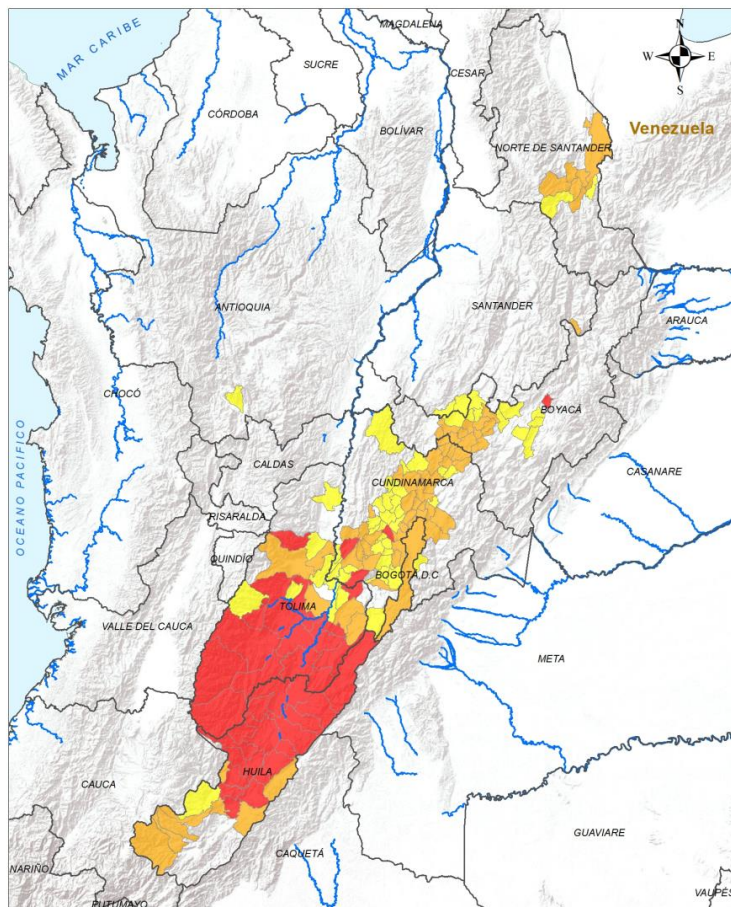 MAGDALENA
N
MAR CARIBE
SUCRE
CESAR
W
E
S
CÓRDOBA
BOLÍVAR
Venezuela
NORTE DE SANTANDER
ANTIOQUIA
SANTANDER
ARAUCA
CHOCÓ
BOYACÁ
OCEANO PACIFICO
CALDAS
CUNDINAMARCA
CASANARE
RISARALDA
QUINDÍO
BOGOTÁ, D.C
TOLIMA
VALLE DEL CAUCA
META
HUILA
CAUCA
GUAVIARE
CAQUETÁ
NARIÑO
PUTUMAYO
VAUPÉS